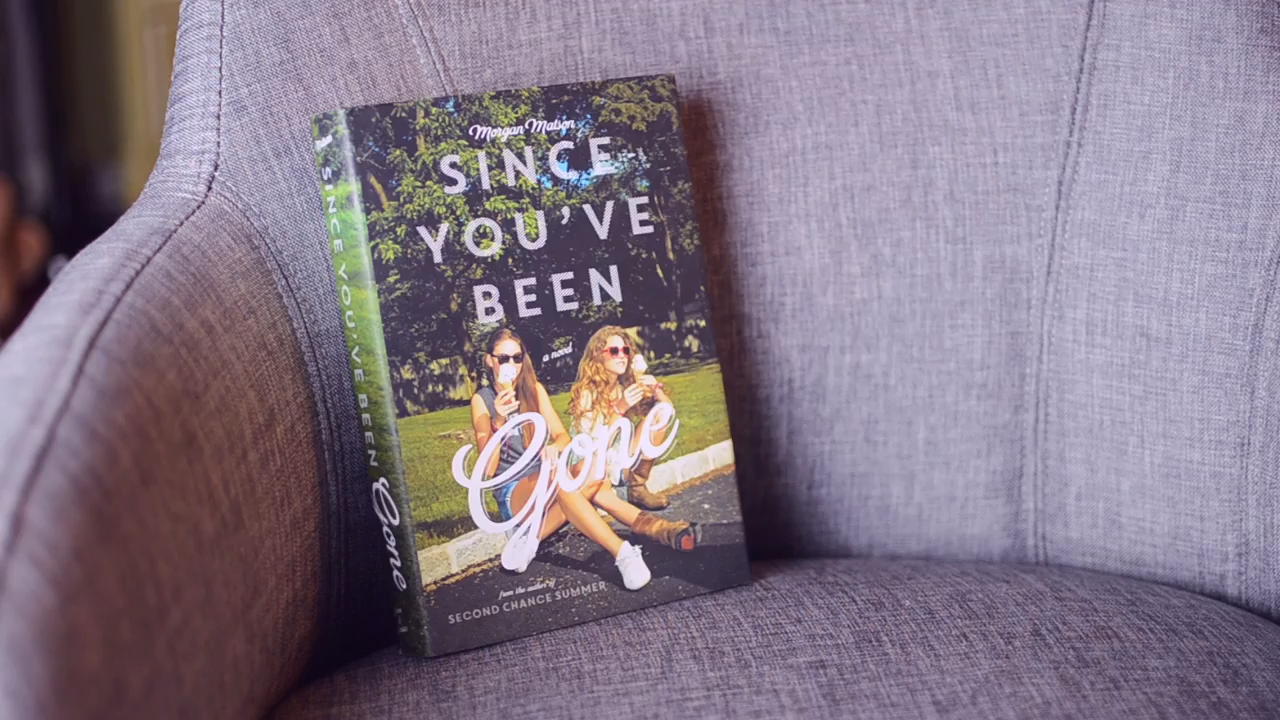 Morgan Matson
SINCE
YOU'VE
BEEN
a novel
Gone
from the author of
SECOND CHANCE SUMMER
SINCE YOU'VE BEEN Gone